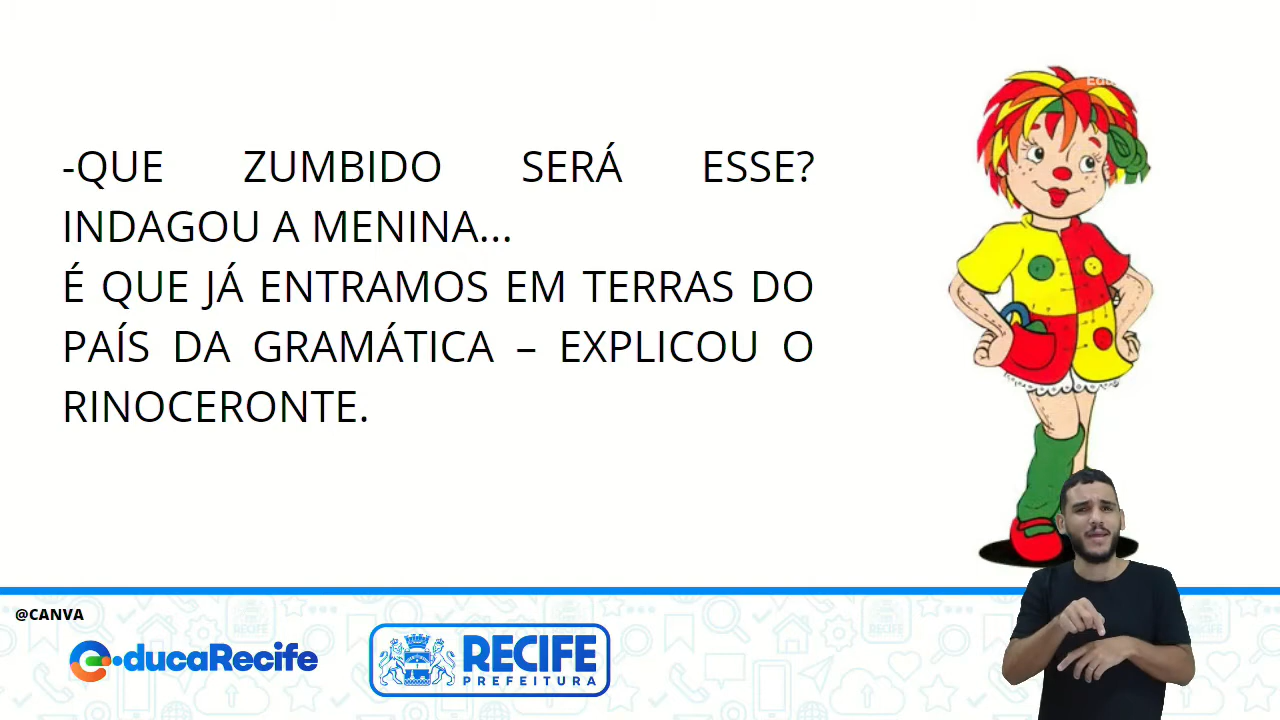 -QUE ZUMBIDO SERÁ ESSE?
INDAGOU A MENINA...
É QUE JÁ ENTRAMOS EM TERRAS DO
PAÍS DA GRAMÁTICA – EXPLICOU O
RINOCERONTE.
@CANVA
ducaRecife
RECIFE
PREFEITURA